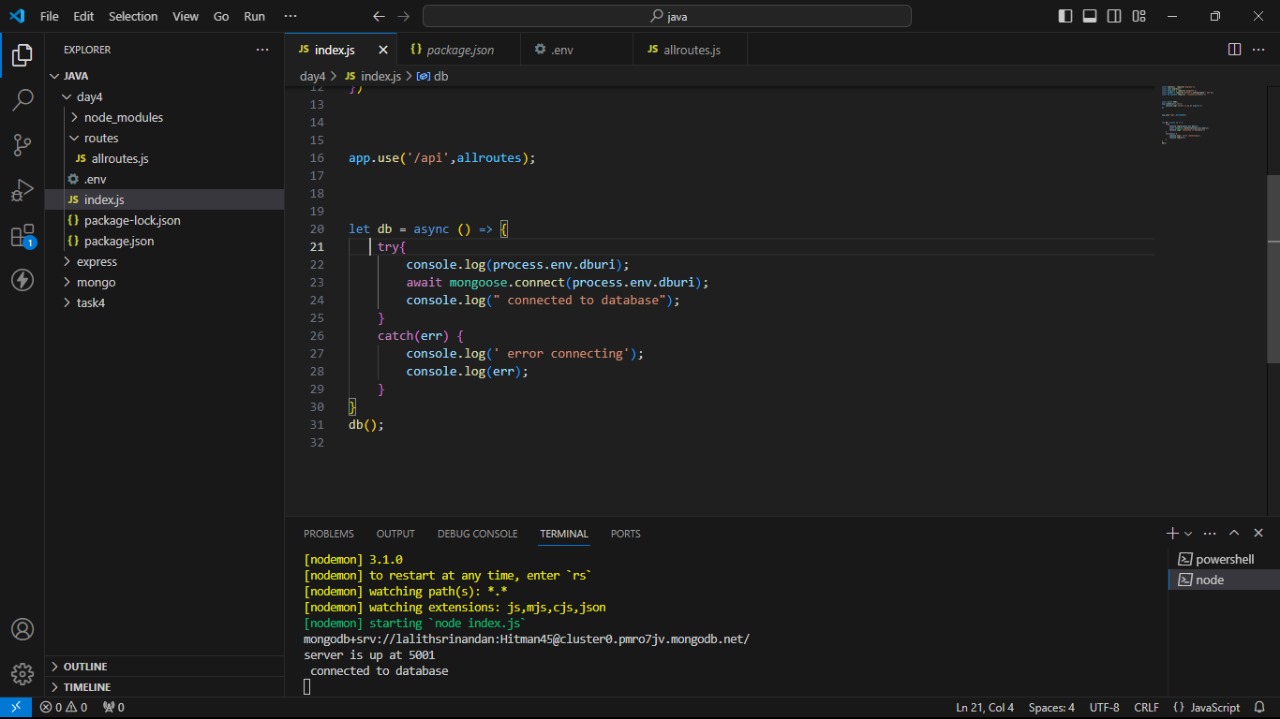 File Edit Selection View Go Run ··· java
EXPLORER ···
JAVA
day4
node_modules
routes
JS allroutes.js
.env
JS index.js
{} package-lock.json
{} package.json
express
mongo
task4
OUTLINE
TIMELINE
1
JS index.js {} package.json .env JS allroutes.js
day4 > JS index.js > db
12 })
13
14
15
16 app.use('/api',allroutes);
17
18
19
20 let db = async () => {
21 try{
22 console.log(process.env.dburi);
23 await mongoose.connect(process.env.dburi);
24 console.log(" connected to database");
25 }
26 catch(err) {
27 console.log(' error connecting');
28 console.log(err);
29 }
30 }
31 db();
32
PROBLEMS OUTPUT DEBUG CONSOLE TERMINAL PORTS
[nodemon] 3.1.0
[nodemon] to restart at any time, enter `rs`
[nodemon] watching path(s): *.*
[nodemon] watching extensions: js,mjs,cjs,json
[nodemon] starting `node index.js`
mongodb+srv://lalithsrinandan:Hitman45@cluster0.pmro7jv.mongodb.net/
server is up at 5001
connected to database
powershell
node
0 0 0 Ln 21, Col 4 Spaces: 4 UTF-8 CRLF {} JavaScript